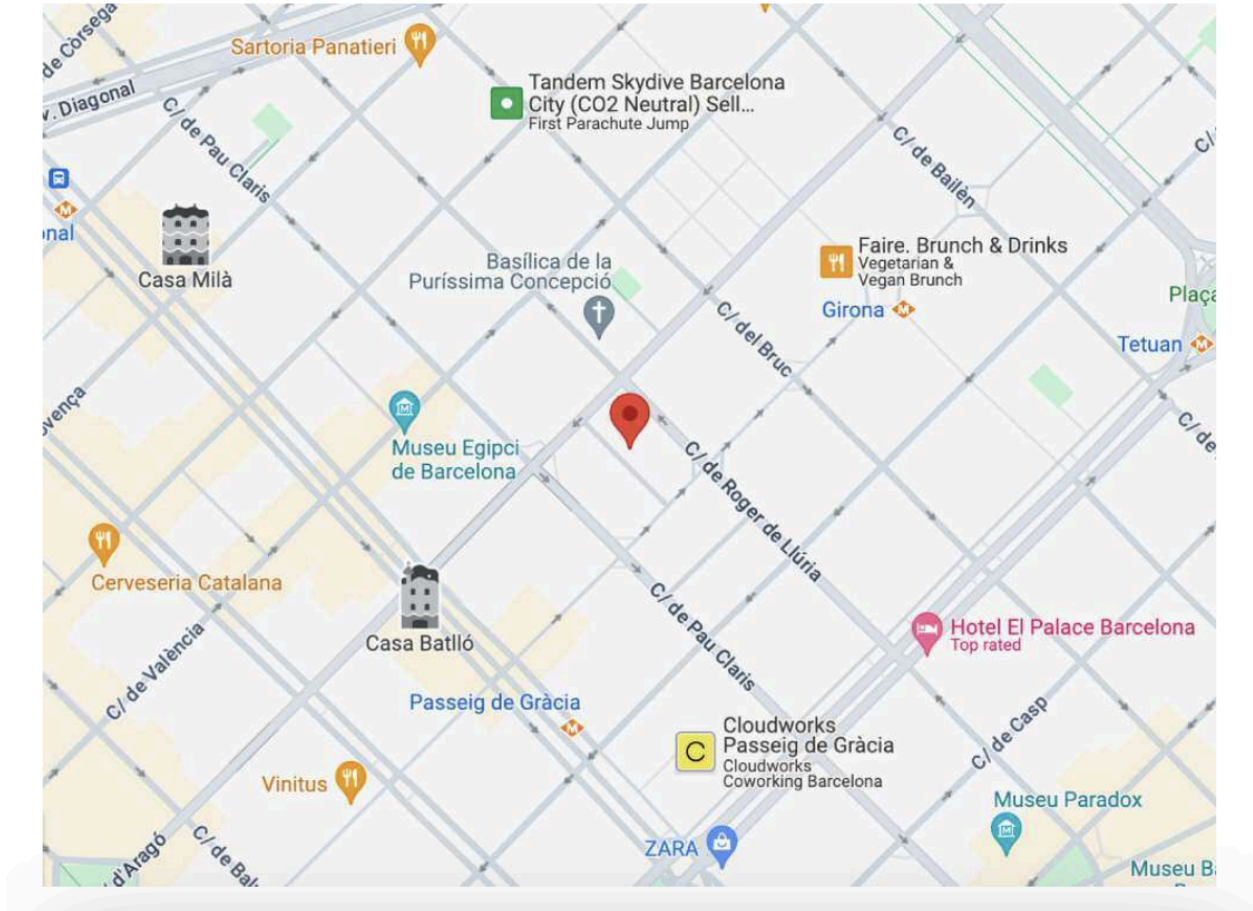 de Còrsega
Sartoria Panatieri
Tandem Skydive Barcelona
City (CO2 Neutral) Sell...
First Parachute Jump
v. Diagonal
C/ de Pau Claris
C/ de Bailèn
C/
onal
Casa Milà
Basílica de la
Puríssima Concepció
Faire. Brunch & Drinks
Vegetarian &
Vegan Brunch
Girona
Plaça
Tetuan
C/ del Bruc
ovença
Museu Egipci
de Barcelona
C/ de
C/ de Roger de Llúria
Cerveseria Catalana
Casa Batlló
C/ de Pau Claris
Hotel El Palace Barcelona
Top rated
C/ de València
Passeig de Gràcia
C/ de Casp
C
Cloudworks
Passeig de Gràcia
Cloudworks
Coworking Barcelona
Vinitus
Museu Paradox
ZARA
d'Aragó
C/ de Bal
Museu B